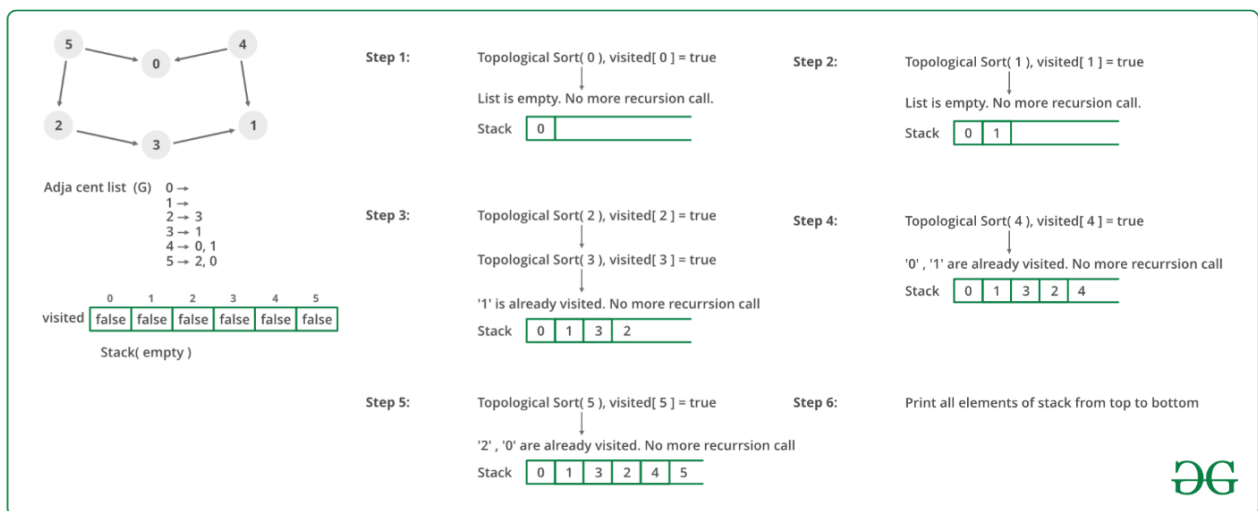 5
4
0
2
1
3
Adja cent list (G) 0 →
1 →
2 → 3
3 → 1
4 → 0, 1
5 → 2, 0
0 1 2 3 4 5
visited false false false false false false
Stack( empty )
Step 1: Topological Sort( 0 ), visited[ 0 ] = true
List is empty. No more recursion call.
Stack 0
Step 2: Topological Sort( 1 ), visited[ 1 ] = true
List is empty. No more recursion call.
Stack 0 1
Step 3: Topological Sort( 2 ), visited[ 2 ] = true
Topological Sort( 3 ), visited[ 3 ] = true
'1' is already visited. No more recurrsion call
Stack 0 1 3 2
Step 4: Topological Sort( 4 ), visited[ 4 ] = true
'0' , '1' are already visited. No more recurrsion call
Stack 0 1 3 2 4
Step 5: Topological Sort( 5 ), visited[ 5 ] = true
'2' , '0' are already visited. No more recurrsion call
Stack 0 1 3 2 4 5
Step 6: Print all elements of stack from top to bottom